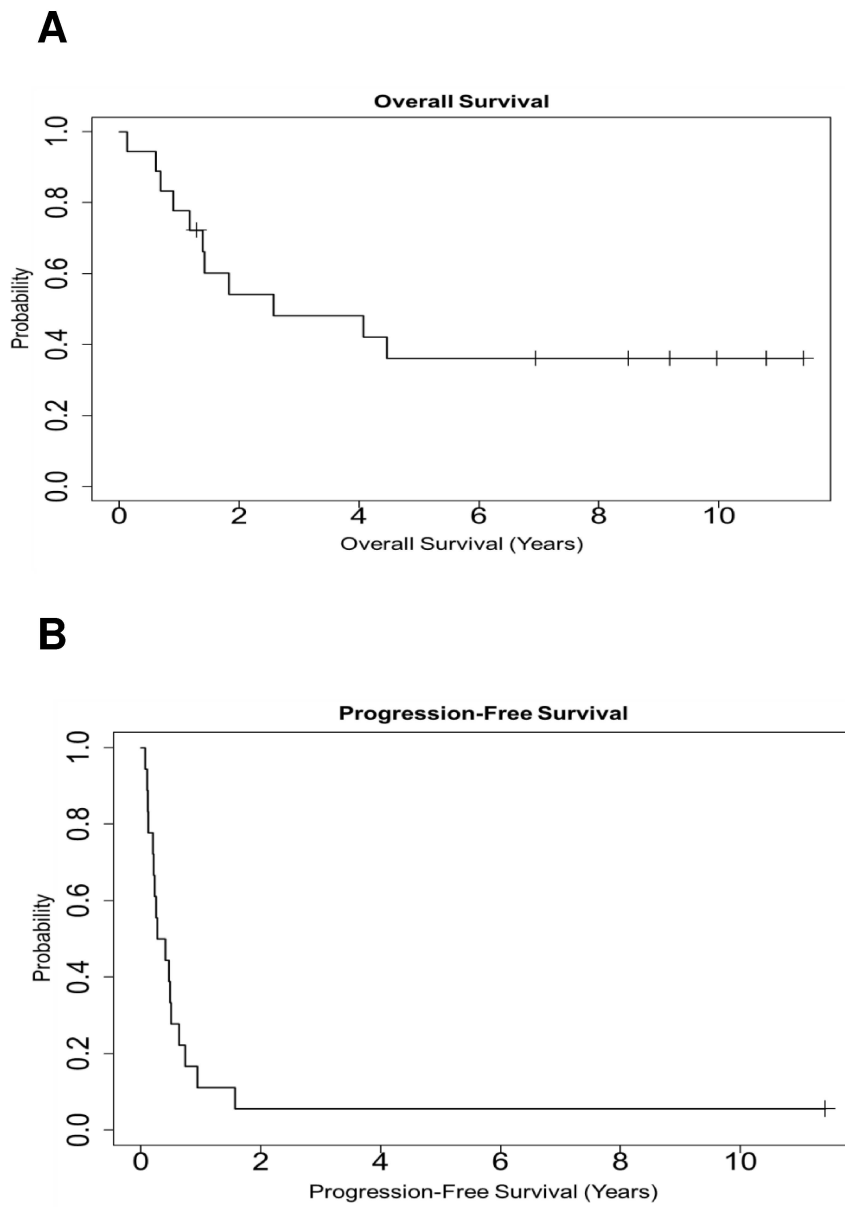 A
Overall Survival
1.0
0.8
0.6
0.4
0.2
0.0
Probability
0 2 4 6 8 10
Overall Survival (Years)
B
Progression-Free Survival
1.0
0.8
0.6
0.4
0.2
0.0
Probability
0 2 4 6 8 10
Progression-Free Survival (Years)